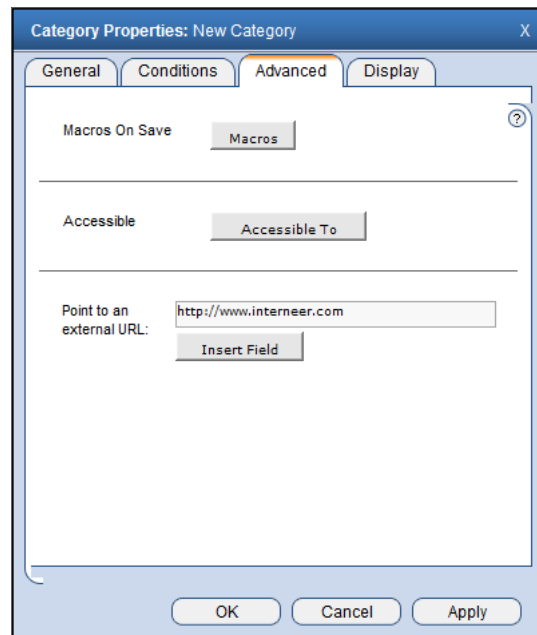 Category Properties: New Category X
General Conditions Advanced Display
?
Macros On Save Macros
Accessible Accessible To
Point to an
external URL:
http://www.interneer.com
Insert Field
OK Cancel Apply